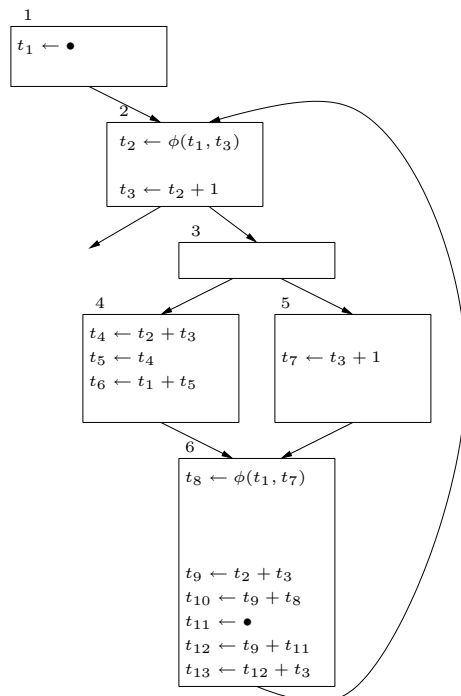 1
t₁ ← •
2
t₂ ← ϕ(t₁, t₃)
t₃ ← t₂ + 1
3
4
t₄ ← t₂ + t₃
t₅ ← t₄
t₆ ← t₁ + t₅
5
t₇ ← t₃ + 1
6
t₈ ← ϕ(t₁, t₇)
t₉ ← t₂ + t₃
t₁₀ ← t₉ + t₈
t₁₁ ← •
t₁₂ ← t₉ + t₁₁
t₁₃ ← t₁₂ + t₃